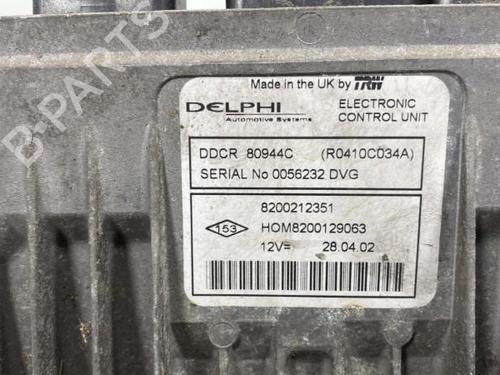 B-PARTS
Made in the UK by TRW
DELPHI
Automotive Systems
ELECTRONIC
CONTROL UNIT
DDCR 80944C (R0410C034A)
SERIAL No 0056232 DVG
8200212351
153
HOM8200129063
12V= 28.04.02